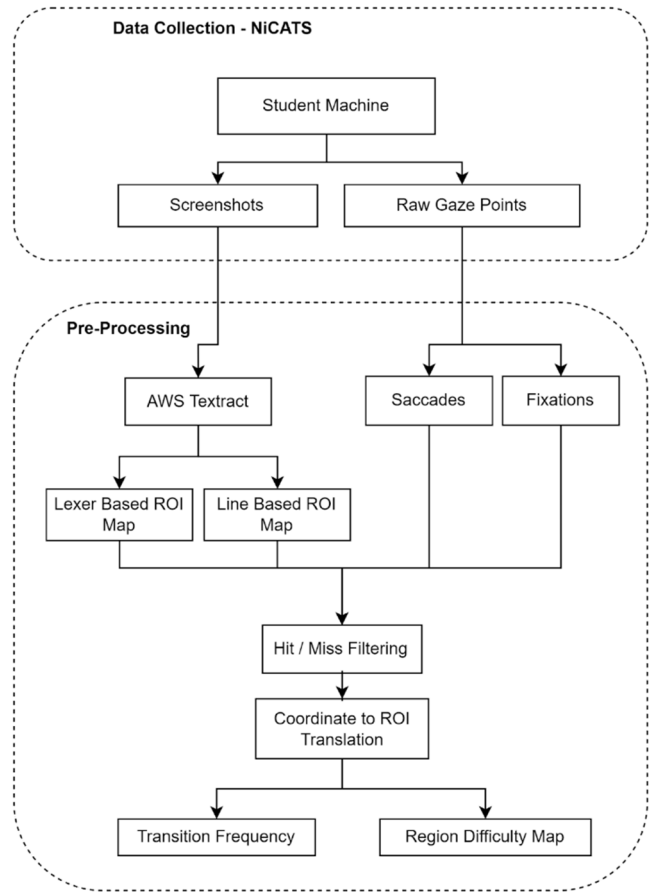 Data Collection - NiCATS
Student Machine
Screenshots
Raw Gaze Points
Pre-Processing
AWS Textract
Saccades
Fixations
Lexer Based ROI
Map
Line Based ROI
Map
Hit / Miss Filtering
Coordinate to ROI
Translation
Transition Frequency
Region Difficulty Map